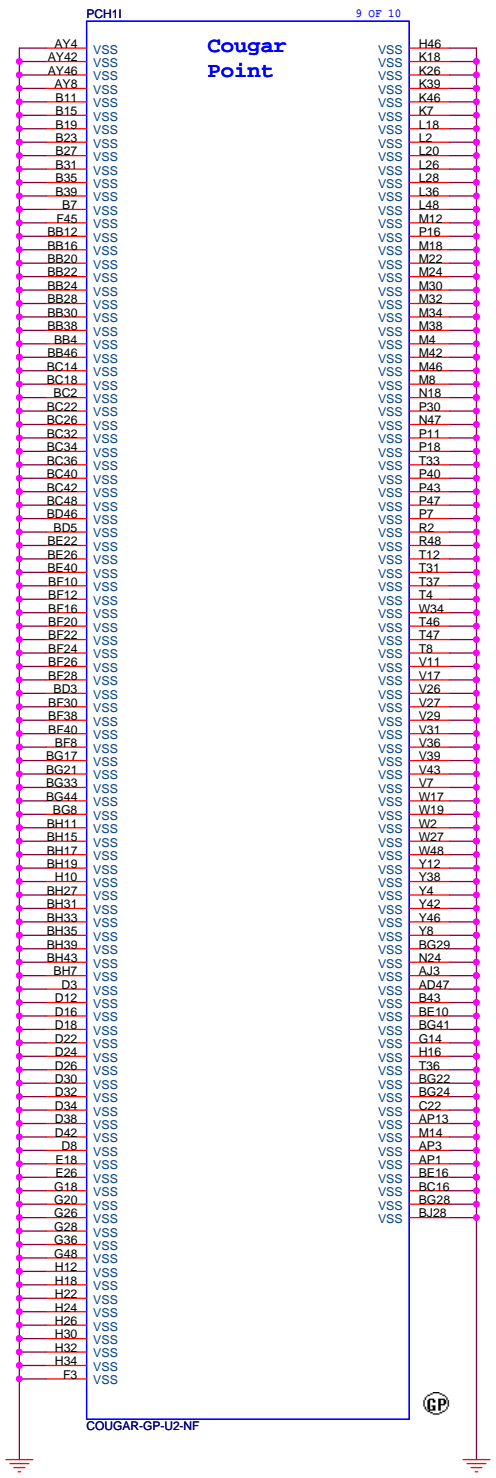 PCH1I 9 OF 10
Cougar
Point
AY4 VSS VSS H46
AY42 VSS VSS K18
AY46 VSS VSS K26
AY8 VSS VSS K39
B11 VSS VSS K46
B15 VSS VSS K7
B19 VSS VSS L18
B23 VSS VSS L2
B27 VSS VSS L20
B31 VSS VSS L26
B35 VSS VSS L28
B39 VSS VSS L36
B7 VSS VSS L48
F45 VSS VSS M12
BB12 VSS VSS P16
BB16 VSS VSS M18
BB20 VSS VSS M22
BB22 VSS VSS M24
BB24 VSS VSS M30
BB28 VSS VSS M32
BB30 VSS VSS M34
BB38 VSS VSS M38
BB4 VSS VSS M4
BB46 VSS VSS M42
BC14 VSS VSS M46
BC18 VSS VSS M8
BC2 VSS VSS N18
BC22 VSS VSS P30
BC26 VSS VSS N47
BC32 VSS VSS P11
BC34 VSS VSS P18
BC36 VSS VSS T33
BC40 VSS VSS P40
BC42 VSS VSS P43
BC48 VSS VSS P47
BD46 VSS VSS P7
BD5 VSS VSS R2
BE22 VSS VSS R48
BE26 VSS VSS T12
BE40 VSS VSS T31
BF10 VSS VSS T37
BF12 VSS VSS T4
BF16 VSS VSS W34
BF20 VSS VSS T46
BF22 VSS VSS T47
BF24 VSS VSS T8
BF26 VSS VSS V11
BF28 VSS VSS V17
BD3 VSS VSS V26
BF30 VSS VSS V27
BF38 VSS VSS V29
BF40 VSS VSS V31
BF8 VSS VSS V36
BG17 VSS VSS V39
BG21 VSS VSS V43
BG33 VSS VSS V7
BG44 VSS VSS W17
BG8 VSS VSS W19
BH11 VSS VSS W2
BH15 VSS VSS W27
BH17 VSS VSS W48
BH19 VSS VSS Y12
H10 VSS VSS Y38
BH27 VSS VSS Y4
BH31 VSS VSS Y42
BH33 VSS VSS Y46
BH35 VSS VSS Y8
BH39 VSS VSS BG29
BH43 VSS VSS N24
BH7 VSS VSS AJ3
D3 VSS VSS AD47
D12 VSS VSS B43
D16 VSS VSS BE10
D18 VSS VSS BG41
D22 VSS VSS G14
D24 VSS VSS H16
D26 VSS VSS T36
D30 VSS VSS BG22
D32 VSS VSS BG24
D34 VSS VSS C22
D38 VSS VSS AP13
D42 VSS VSS M14
D8 VSS VSS AP3
E18 VSS VSS AP1
E26 VSS VSS BE16
G18 VSS VSS BC16
G20 VSS VSS BG28
G26 VSS VSS BJ28
G28 VSS
G36 VSS
G48 VSS
H12 VSS
H18 VSS
H22 VSS
H24 VSS
H26 VSS
H30 VSS
H32 VSS
H34 VSS
F3 VSS
GP
COUGAR-GP-U2-NF